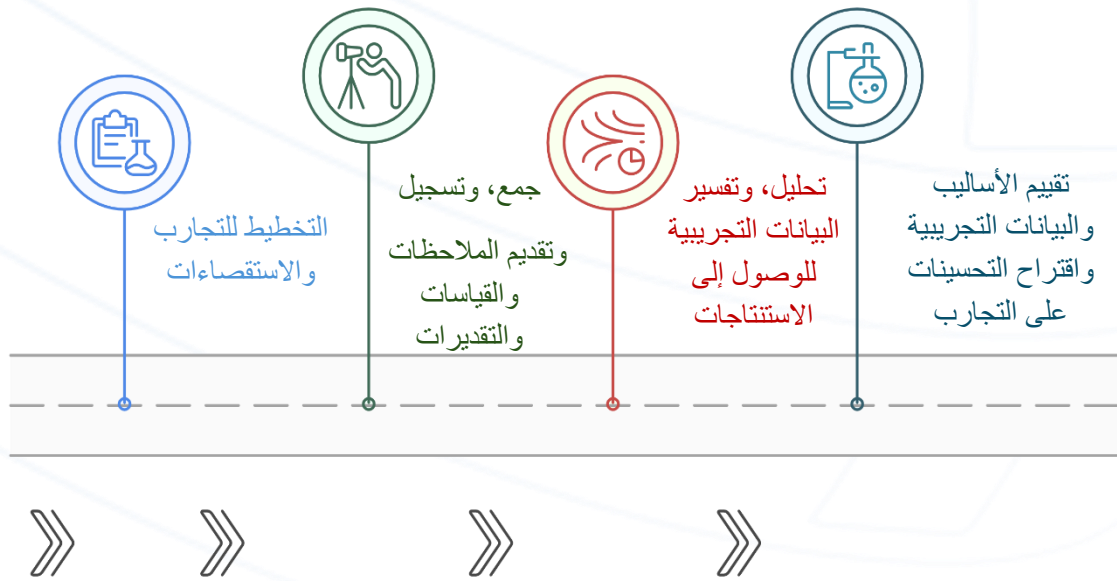 التخطيط للتجارب
والاستقصاءات
جمع، وتسجيل
وتقديم الملاحظات
والقياسات
والتقديرات
تحليل، وتفسير
البيانات التجريبية
للوصول إلى
الاستنتاجات
تقييم الأساليب
والبيانات التجريبية
واقتراح التحسينات
على التجارب